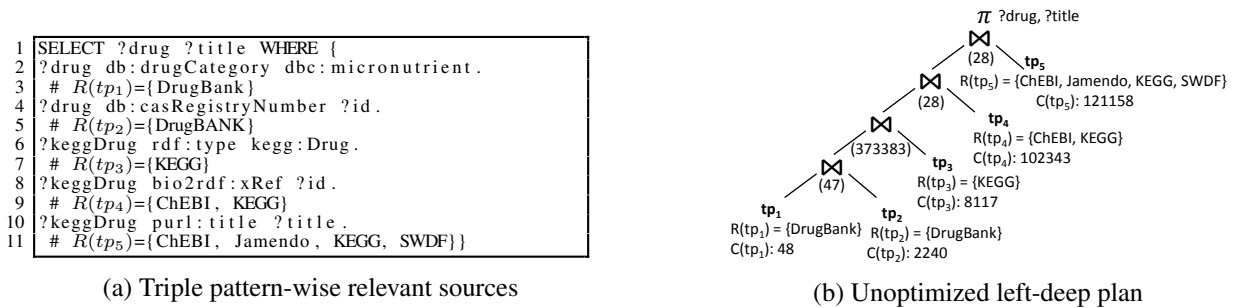 1 SELECT ?drug ?title WHERE {
2 ?drug db:drugCategory dbc:micronutrient.
3 # R(tp₁)={DrugBank}
4 ?drug db:casRegistryNumber ?id.
5 # R(tp₂)={DrugBANK}
6 ?keggDrug rdf:type kegg:Drug.
7 # R(tp₃)={KEGG}
8 ?keggDrug bio2rdf:xRef ?id.
9 # R(tp₄)={ChEBI, KEGG}
10 ?keggDrug purl:title ?title.
11 # R(tp₅)={ChEBI, Jamendo, KEGG, SWDF}}
(a) Triple pattern-wise relevant sources
π ?drug, ?title
⋈
(28)
tp₅
R(tp₅) = {ChEBI, Jamendo, KEGG, SWDF}
C(tp₅): 121158
⋈
(28)
tp₄
R(tp₄) = {ChEBI, KEGG}
C(tp₄): 102343
⋈
(373383)
tp₃
R(tp₃) = {KEGG}
C(tp₃): 8117
⋈
(47)
tp₁
R(tp₁) = {DrugBank}
C(tp₁): 48
tp₂
R(tp₂) = {DrugBank}
C(tp₂): 2240
(b) Unoptimized left-deep plan